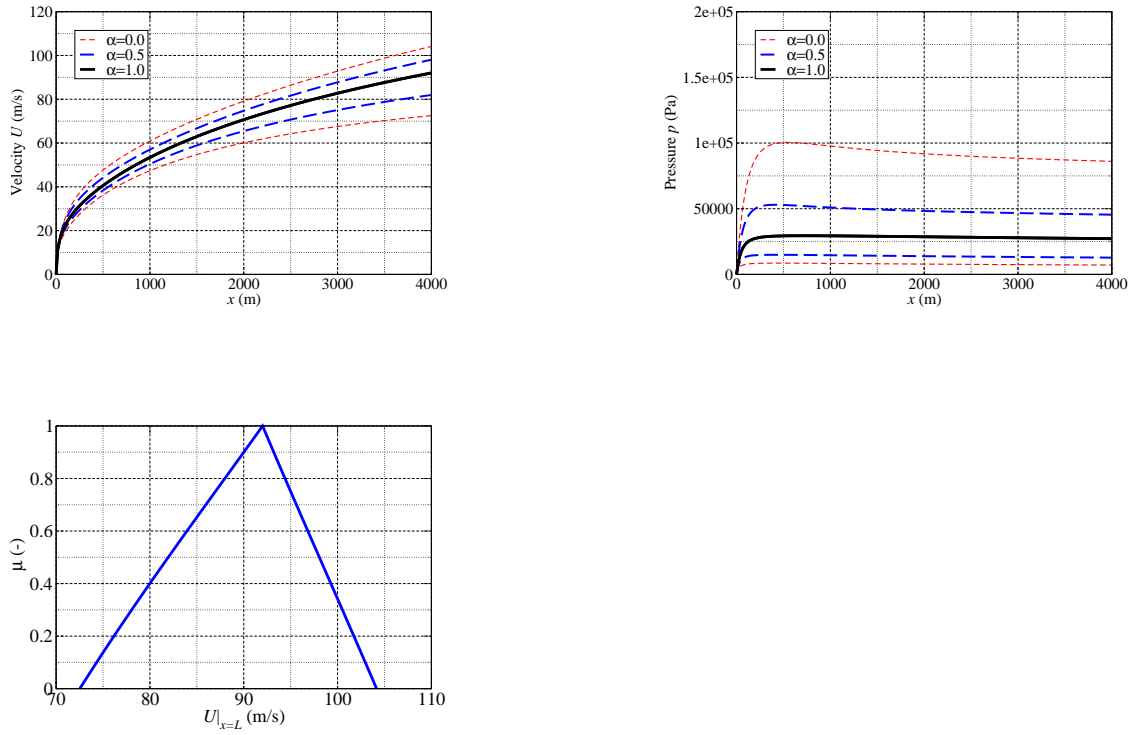 120
100
80
60
40
20
0
Velocity U (m/s)
α=0.0
α=0.5
α=1.0
0 1000 2000 3000 4000
x (m)
2e+05
1.5e+05
1e+05
50000
0
Pressure p (Pa)
α=0.0
α=0.5
α=1.0
0 1000 2000 3000 4000
x (m)
1
0.8
0.6
0.4
0.2
0
μ (-)
70 80 90 100 110
U|x=L (m/s)